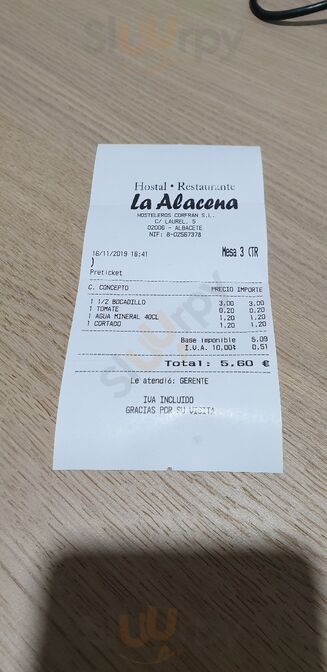 Hostal • Restaurante
La Alacena
HOSTELEROS CORFRAN S.L.
C/ LAUREL, 5
02006 - ALBACETE
NIF: B-02567378
16/11/2019 16:41 Mesa 3 (TR
)
Preticket
C. CONCEPTO PRECIO IMPORTE
1 1/2 BOCADILLO 3,00 3,00
1 TOMATE 0,20 0,20
1 AGUA MINERAL 40CL 1,20 1,20
1 CORTADO 1,20 1,20
Base imponible 5,09
I.V.A. 10,00% 0,51
Total: 5,60 €
Le atendió: GERENTE
IVA INCLUIDO
GRACIAS POR SU VISITA
sluurpy
sluurpy